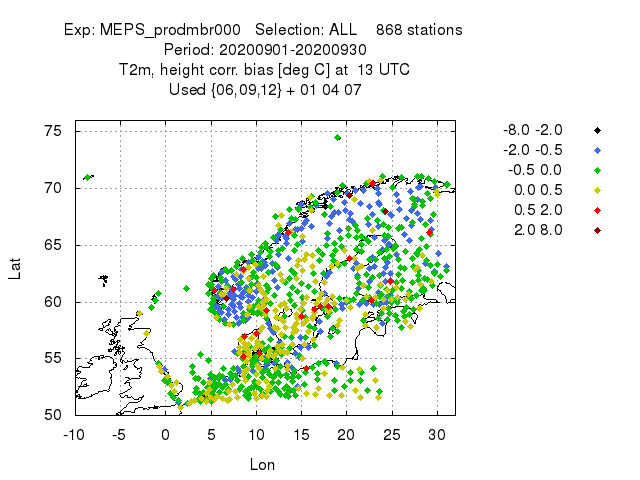 Exp: MEPS_prodmbr000 Selection: ALL 868 stations
Period: 20200901-20200930
T2m, height corr. bias [deg C] at 13 UTC
Used {06,09,12} + 01 04 07
-8.0 -2.0
-2.0 -0.5
-0.5 0.0
0.0 0.5
0.5 2.0
2.0 8.0
75
70
65
60
55
50
Lat
-10 -5 0 5 10 15 20 25 30
Lon